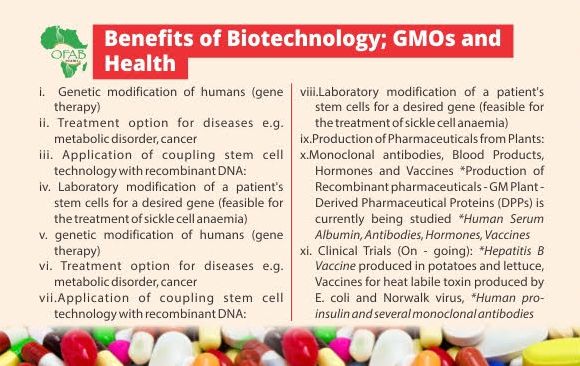 OFAB
Benefits of Biotechnology; GMOs and
Health
i. Genetic modification of humans (gene
therapy)
ii. Treatment option for diseases e.g.
metabolic disorder, cancer
iii. Application of coupling stem cell
technology with recombinant DNA:
iv. Laboratory modification of a patient's
stem cells for a desired gene (feasible for
the treatment of sickle cell anaemia)
v. genetic modification of humans (gene
therapy)
vi. Treatment option for diseases e.g.
metabolic disorder, cancer
vii.Application of coupling stem cell
technology with recombinant DNA:
viii.Laboratory modification of a patient's
stem cells for a desired gene (feasible for
the treatment of sickle cell anaemia)
ix.Production of Pharmaceuticals from Plants:
x.Monoclonal antibodies, Blood Products,
Hormones and Vaccines *Production of
Recombinant pharmaceuticals - GM Plant -
Derived Pharmaceutical Proteins (DPPs) is
currently being studied *Human Serum
Albumin, Antibodies, Hormones, Vaccines
xi. Clinical Trials (On - going): *Hepatitis B
Vaccine produced in potatoes and lettuce,
Vaccines for heat labile toxin produced by
E. coli and Norwalk virus, *Human pro-
insulin and several monoclonal antibodies